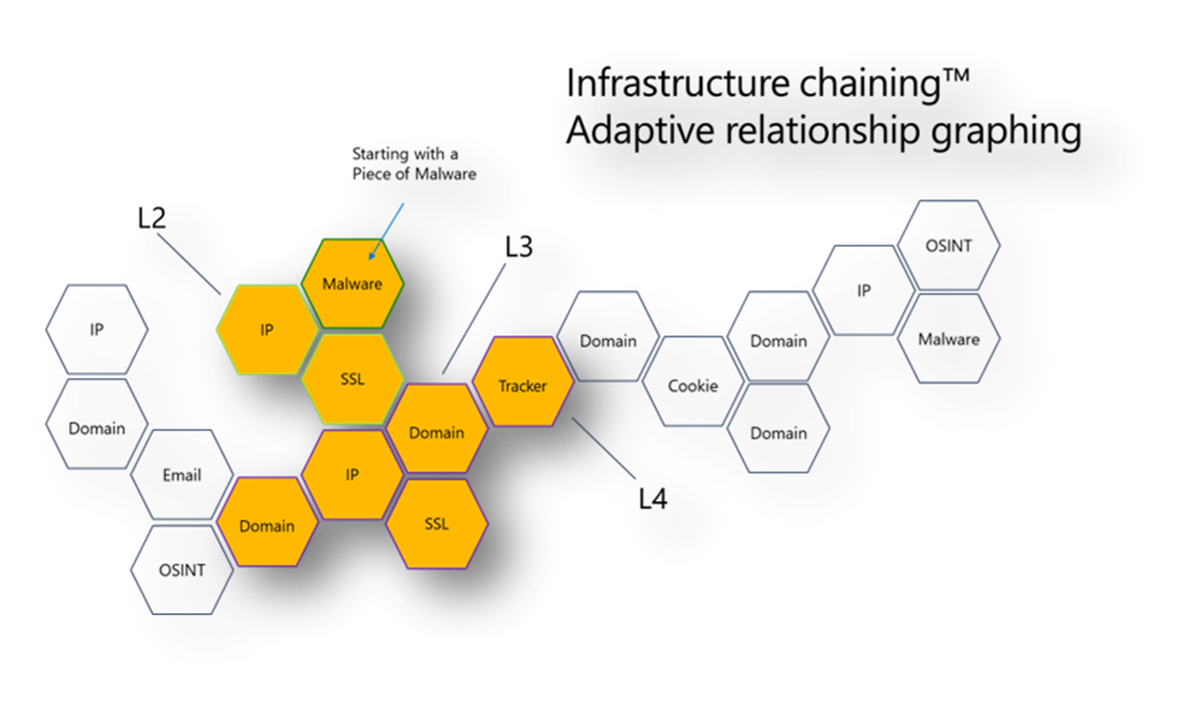 Infrastructure chaining™
Adaptive relationship graphing
Starting with a
Piece of Malware
L2
L3
L4
Malware
IP
SSL
Domain
Tracker
IP
Domain
SSL
IP
Domain
Email
OSINT
Domain
Cookie
Domain
Domain
IP
OSINT
Malware